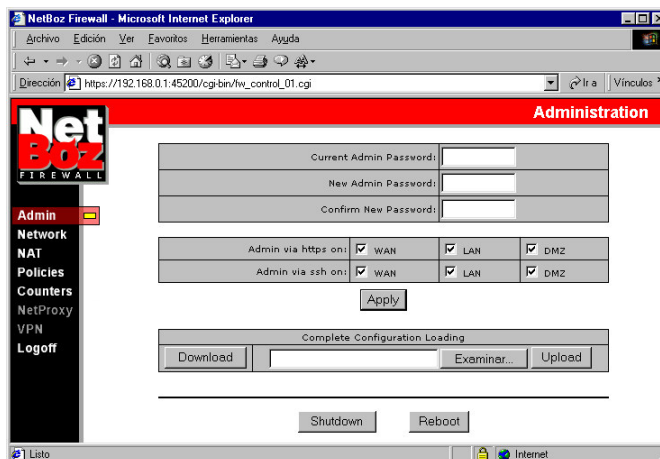 NetBoz Firewall - Microsoft Internet Explorer
Archivo Edición Ver Favoritos Herramientas Ayuda
Dirección https://192.168.0.1:45200/cgi-bin/fw_control_01.cgi Ir a Vínculos »
Net
Boz
FIREWALL
Administration
Current Admin Password:
New Admin Password:
Confirm New Password:
Admin
Network
NAT
Policies
Counters
NetProxy
VPN
Logoff
Admin via https on: WAN LAN DMZ
Admin via ssh on: WAN LAN DMZ
Apply
Complete Configuration Loading
Download Examinar... Upload
Shutdown Reboot
Listo Internet